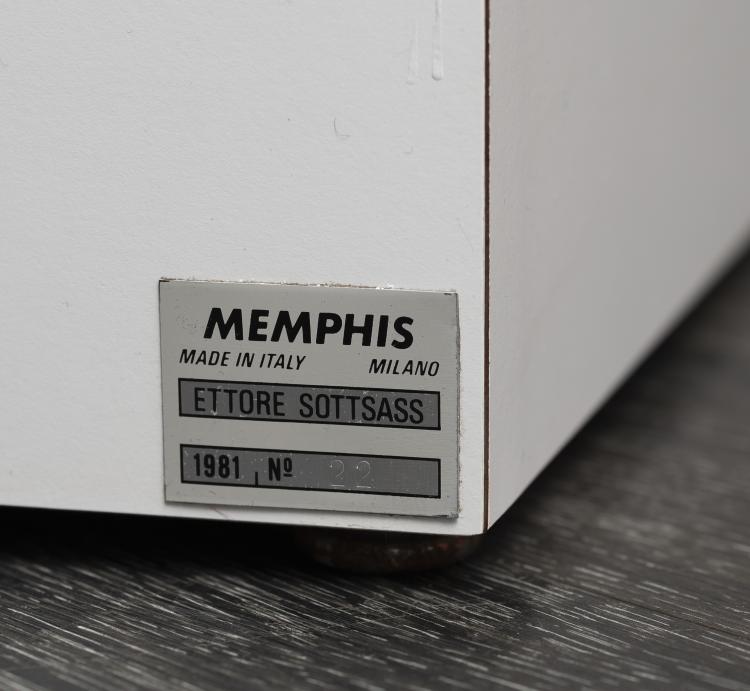 MEMPHIS
MADE IN ITALY MILANO
ETTORE SOTTSASS
1981 Nº 22